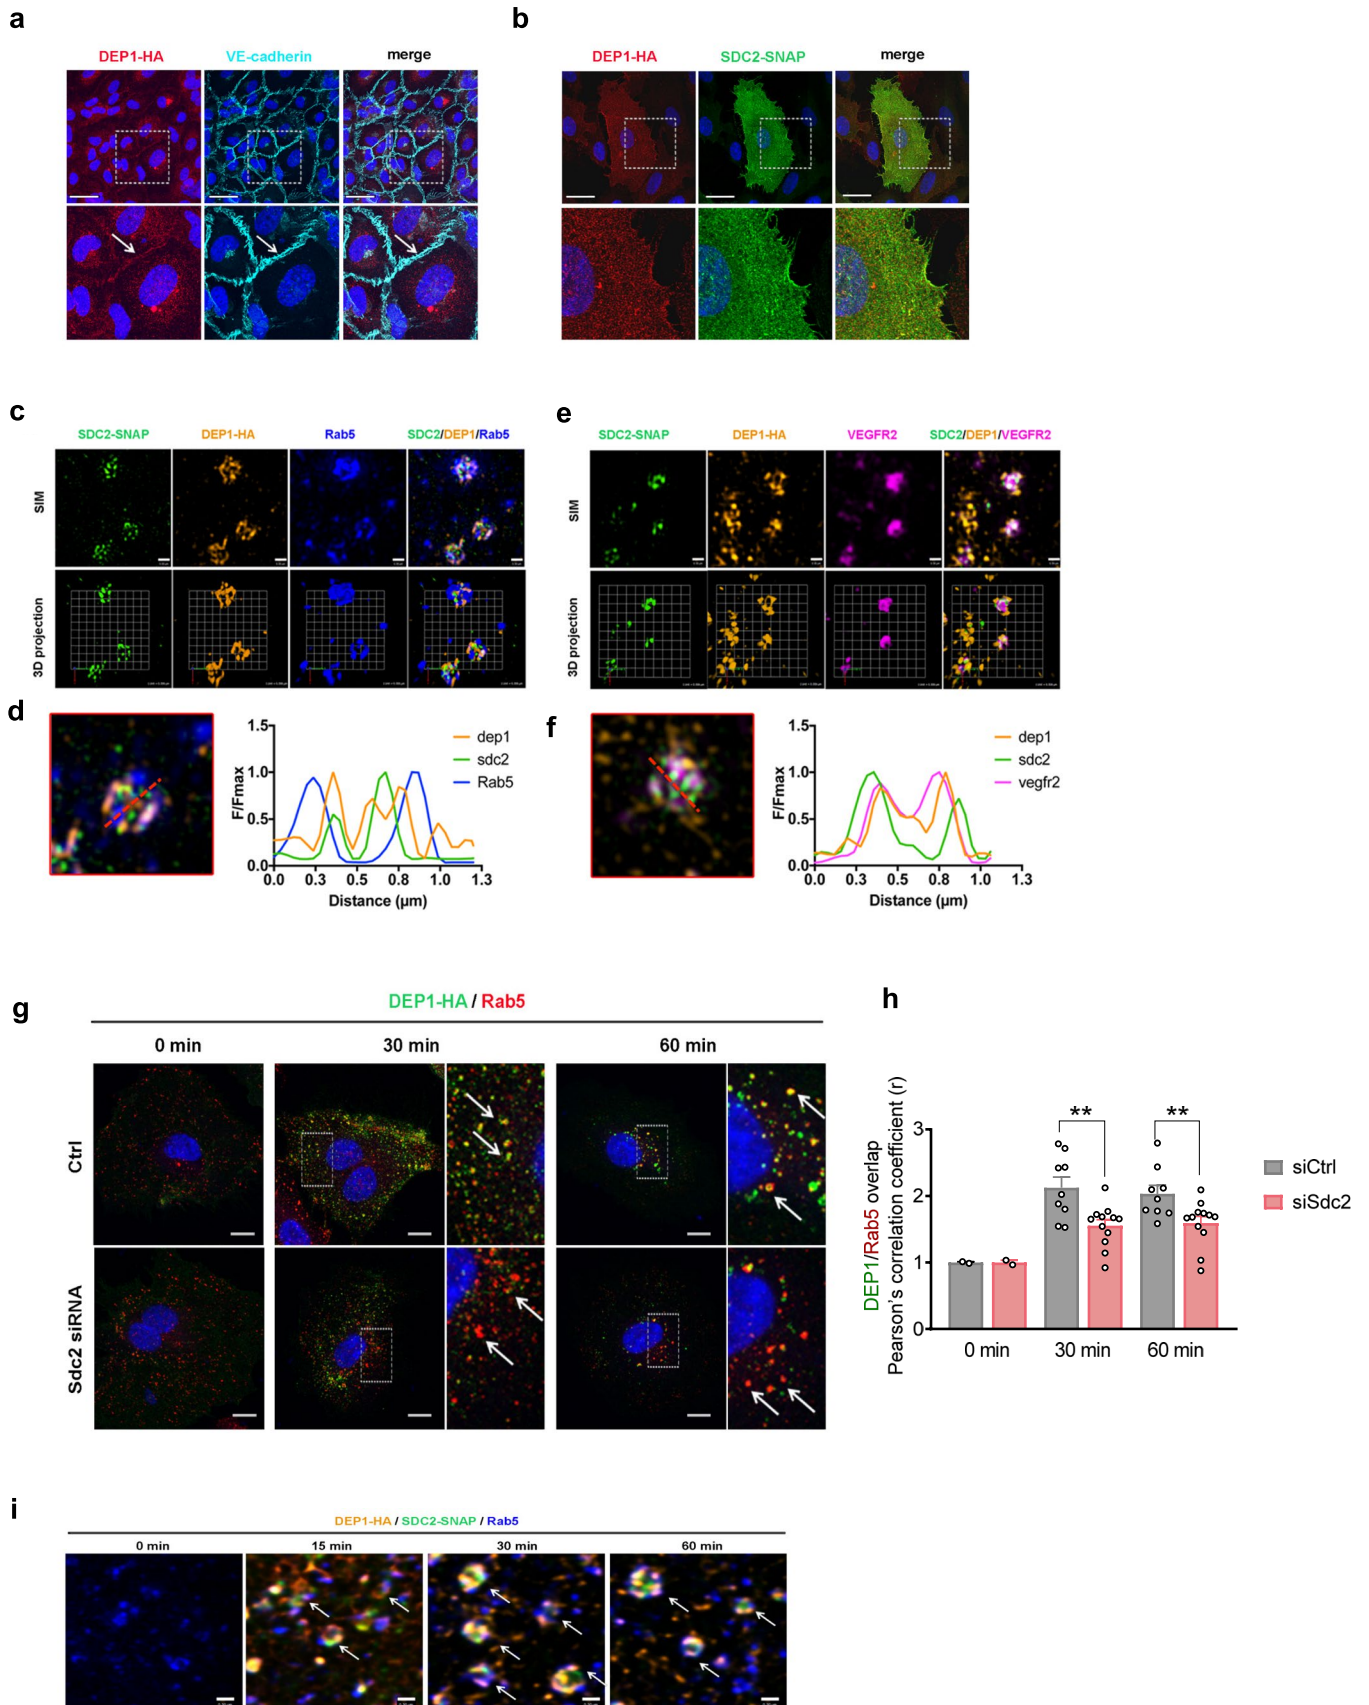 a
DEP1-HA VE-cadherin merge
b
DEP1-HA SDC2-SNAP merge
c
SDC2-SNAP DEP1-HA Rab5 SDC2/DEP1/Rab5
SIM
3D projection
e
SDC2-SNAP DEP1-HA VEGFR2 SDC2/DEP1/VEGFR2
SIM
3D projection
d
1.5
1.0
0.5
0.0
F/Fmax
dep1
sdc2
Rab5
0.0 0.3 0.5 0.8 1.0 1.3
Distance (µm)
f
1.5
1.0
0.5
0.0
F/Fmax
dep1
sdc2
vegfr2
0.0 0.3 0.5 0.8 1.0 1.3
Distance (µm)
g
DEP1-HA / Rab5
0 min 30 min 60 min
Ctrl
Sdc2 siRNA
h
DEP1/Rab5 overlap
Pearson's correlation coefficient (r)
3
2
1
0
** **
0 min 30 min 60 min
siCtrl
siSdc2
i
DEP1-HA / SDC2-SNAP / Rab5
0 min 15 min 30 min 60 min